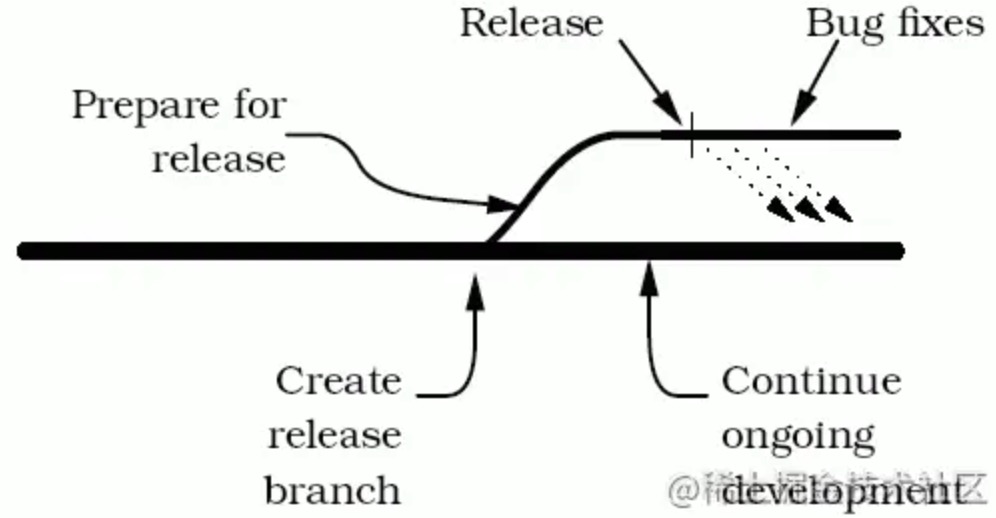 Release
Bug fixes
Prepare for
release
Create
release
branch
Continue
ongoing
development
@稀土掘金技术社区